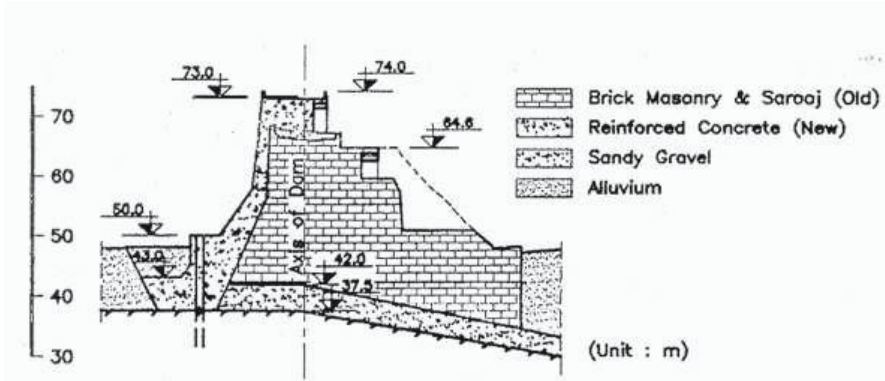 73.0
74.0
64.6
50.0
43.0
42.0
37.5
70
60
50
40
30
Axis of Dam
Brick Masonry & Sarooj (Old)
Reinforced Concrete (New)
Sandy Gravel
Alluvium
(Unit : m)